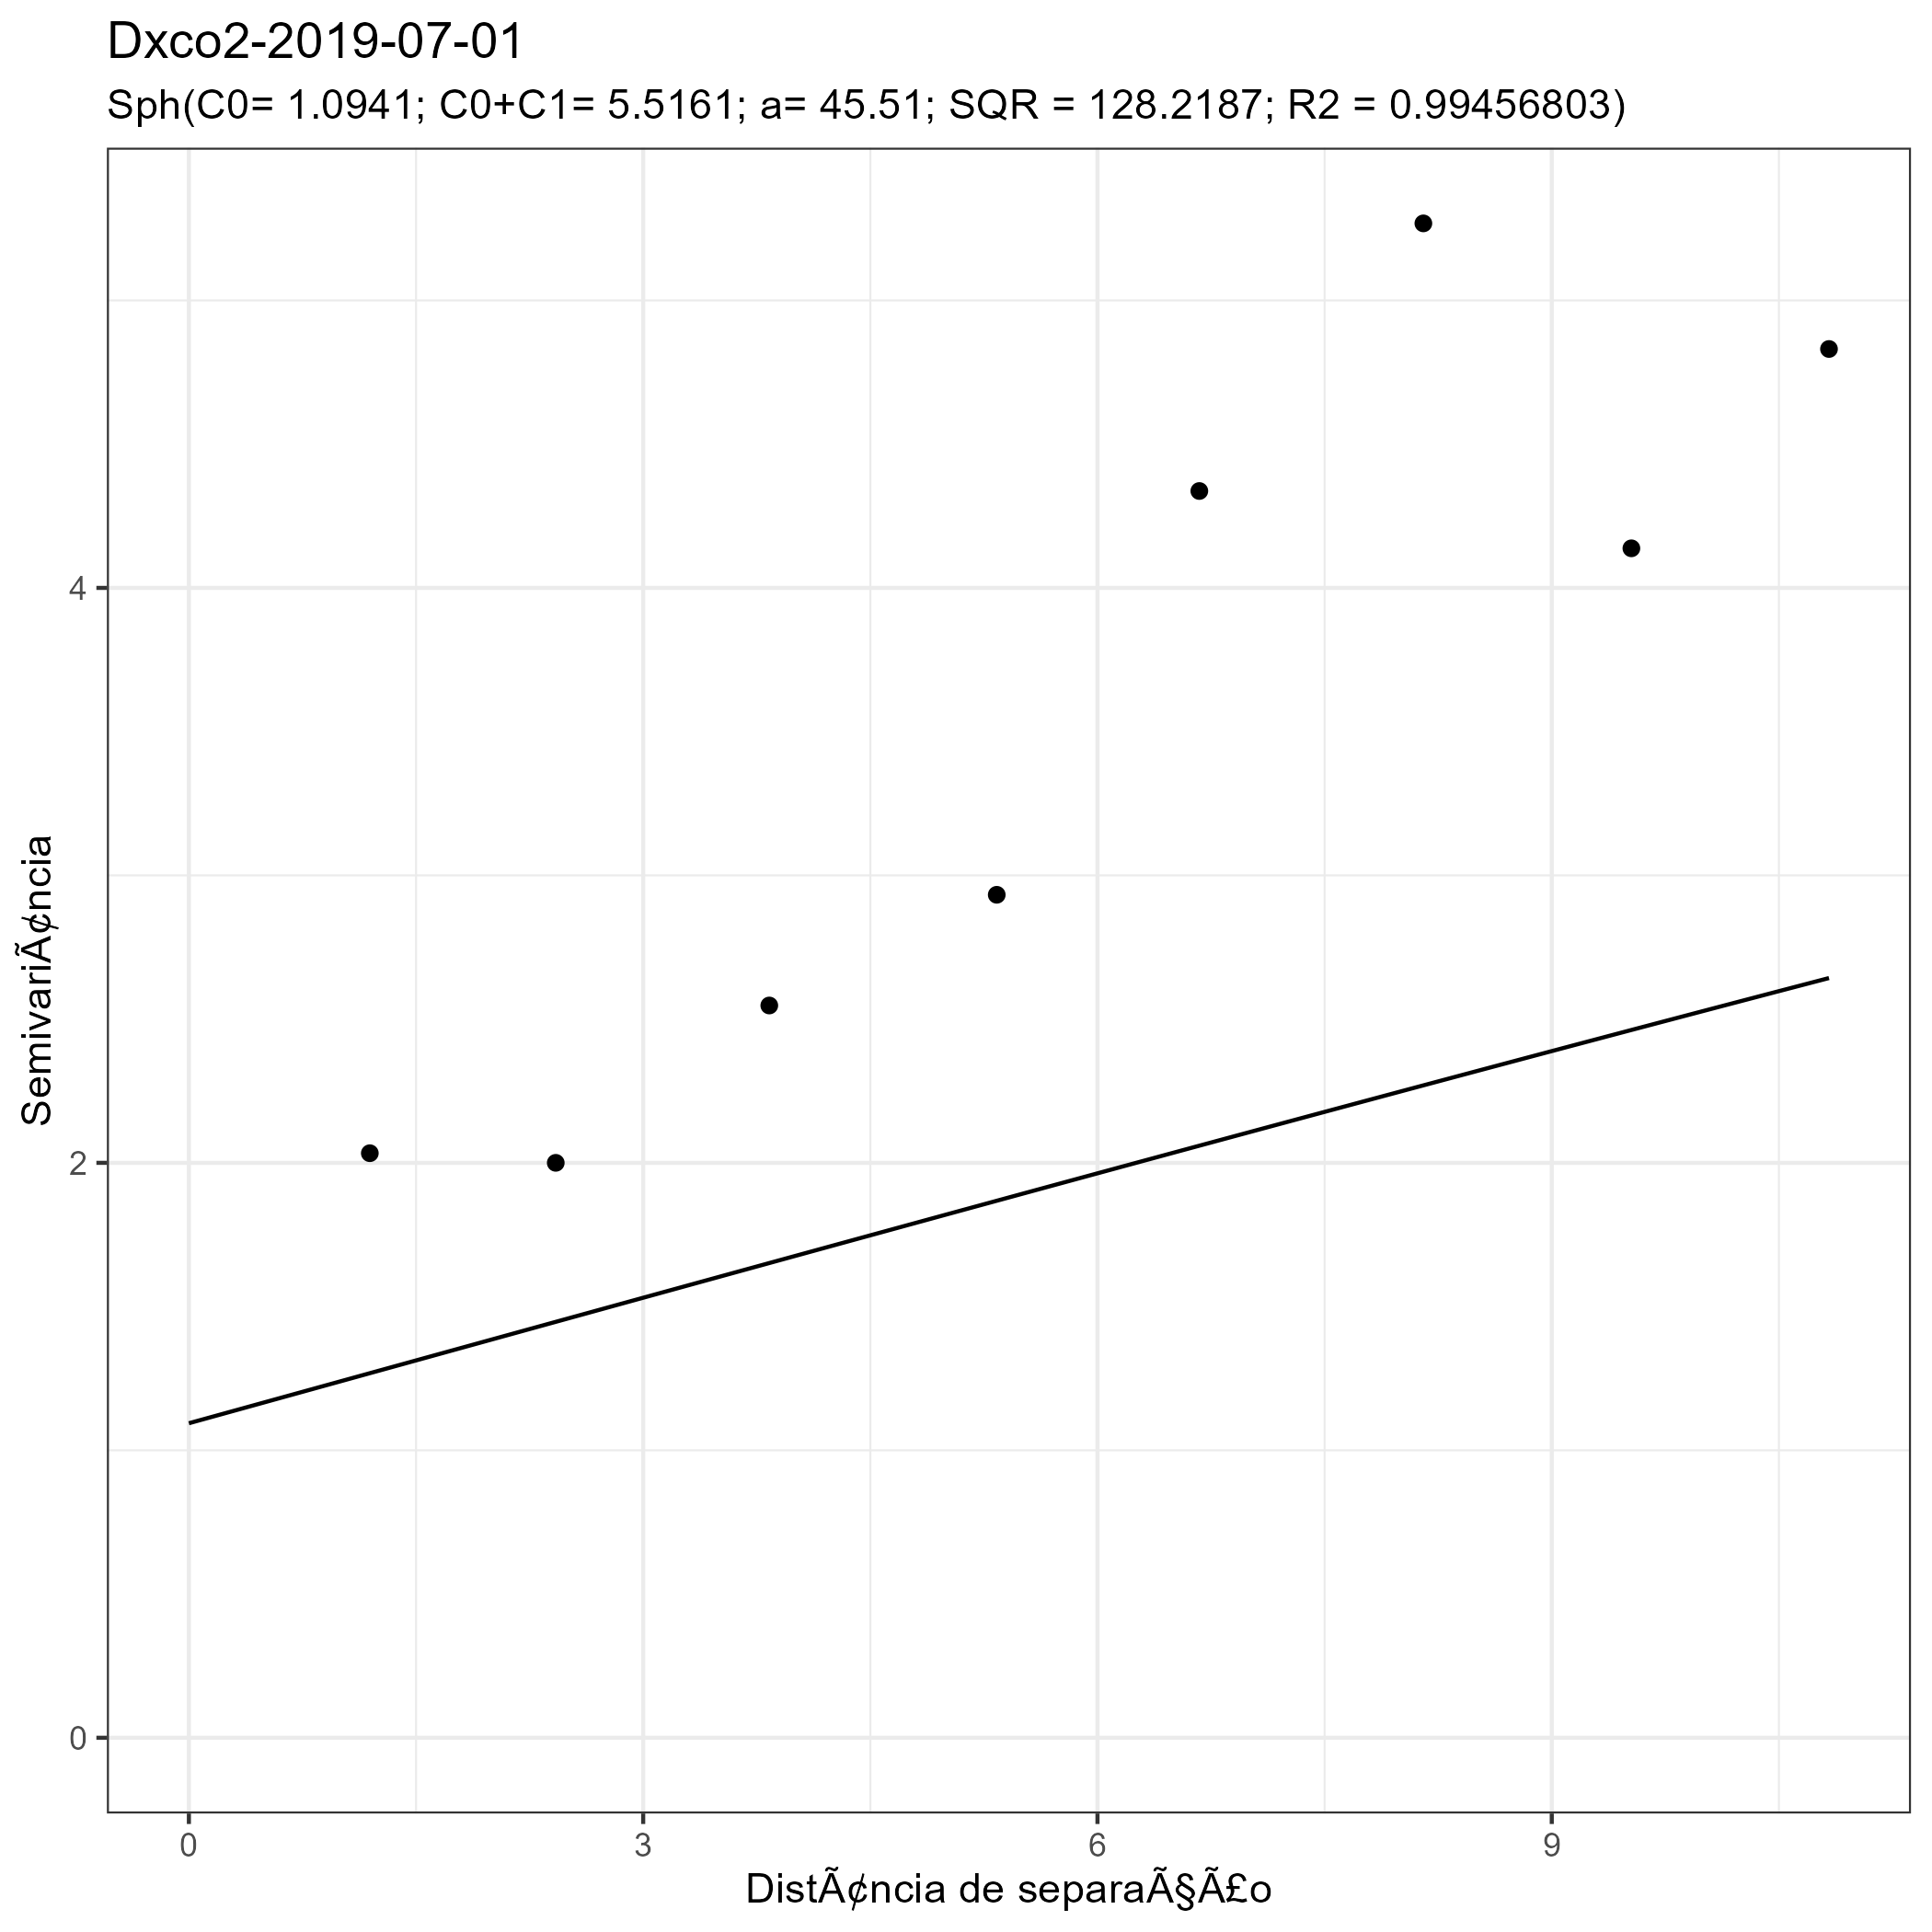 Dxco2-2019-07-01
Sph(C0= 1.0941; C0+C1= 5.5161; a= 45.51; SQR = 128.2187; R2 = 0.99456803)
SemivariÃ¢ncia
4
2
0
0 3 6 9
DistÃ¢ncia de separaÃ§Ã£o